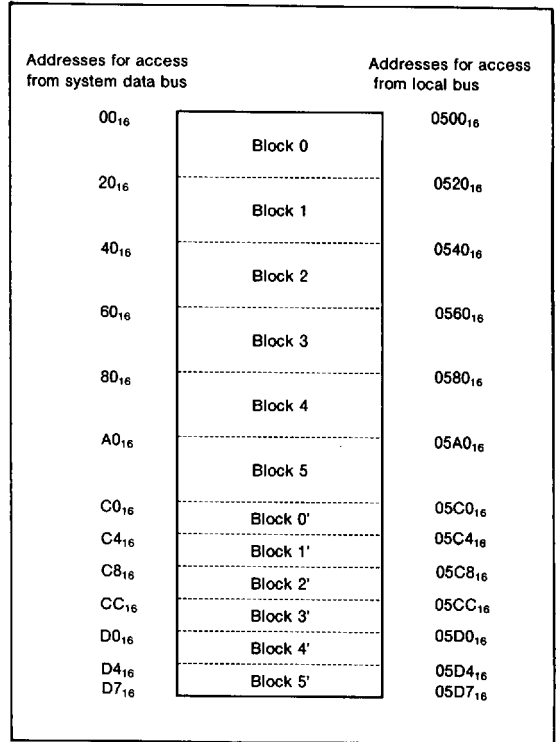 Addresses for access
from system data bus
Addresses for access
from local bus
00₁₆ 0500₁₆
Block 0
20₁₆ 0520₁₆
Block 1
40₁₆ 0540₁₆
Block 2
60₁₆ 0560₁₆
Block 3
80₁₆ 0580₁₆
Block 4
A0₁₆ 05A0₁₆
Block 5
C0₁₆ 05C0₁₆
Block 0'
C4₁₆ 05C4₁₆
Block 1'
C8₁₆ 05C8₁₆
Block 2'
CC₁₆ 05CC₁₆
Block 3'
D0₁₆ 05D0₁₆
Block 4'
D4₁₆ 05D4₁₆
Block 5'
D7₁₆ 05D7₁₆